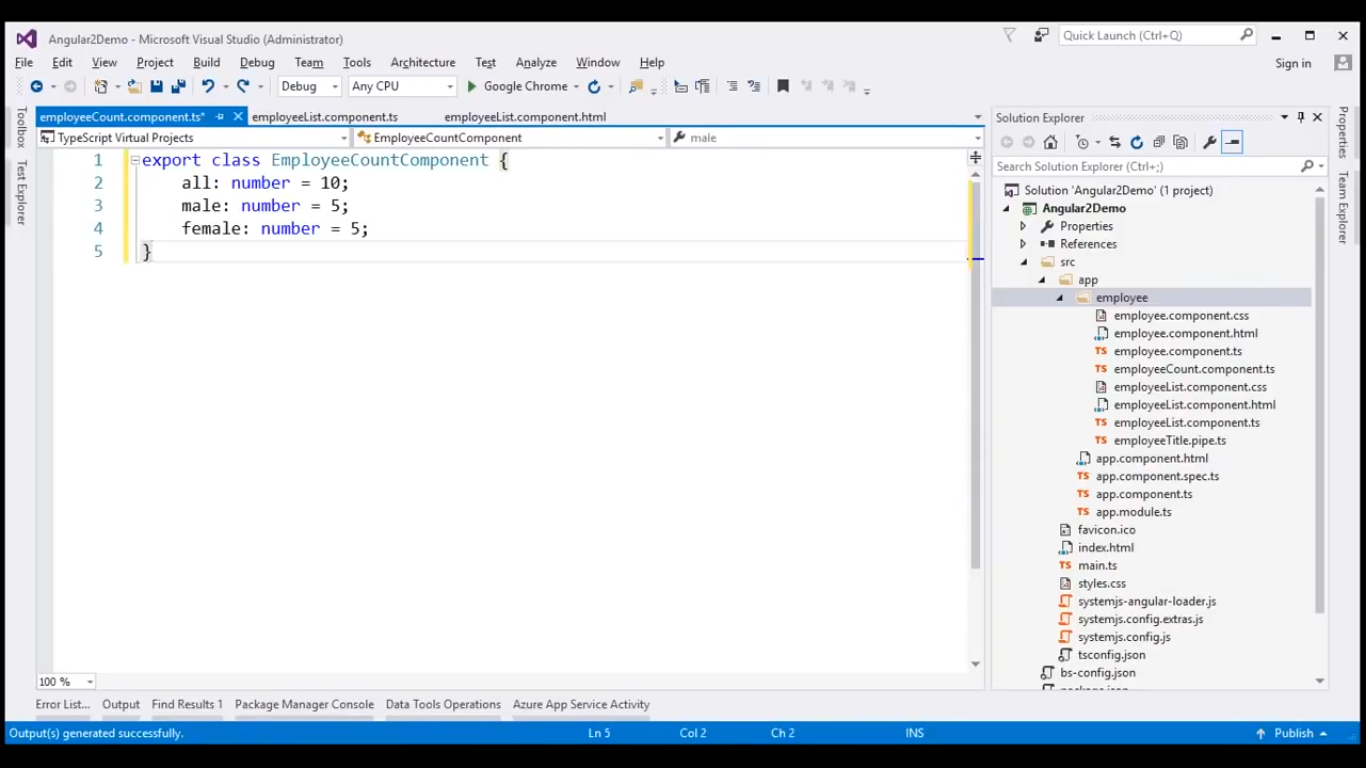 Angular2Demo - Microsoft Visual Studio (Administrator)
Quick Launch (Ctrl+Q)
File Edit View Project Build Debug Team Tools Architecture Test Analyze Window Help
Sign in
Debug Any CPU Google Chrome
employeeCount.component.ts* employeeList.component.ts employeeList.component.html
TypeScript Virtual Projects EmployeeCountComponent male
Toolbox
Test Explorer
1 export class EmployeeCountComponent {
2 all: number = 10;
3 male: number = 5;
4 female: number = 5;
5 }
100 %
Solution Explorer
Search Solution Explorer (Ctrl+;)
Solution 'Angular2Demo' (1 project)
Angular2Demo
Properties
References
src
app
employee
employee.component.css
employee.component.html
employee.component.ts
employeeCount.component.ts
employeeList.component.css
employeeList.component.html
employeeList.component.ts
employeeTitle.pipe.ts
app.component.html
app.component.spec.ts
app.component.ts
app.module.ts
favicon.ico
index.html
main.ts
styles.css
systemjs-angular-loader.js
systemjs.config.extras.js
systemjs.config.js
tsconfig.json
bs-config.json
Properties
Team Explorer
Error List... Output Find Results 1 Package Manager Console Data Tools Operations Azure App Service Activity
Output(s) generated successfully. Ln 5 Col 2 Ch 2 INS Publish